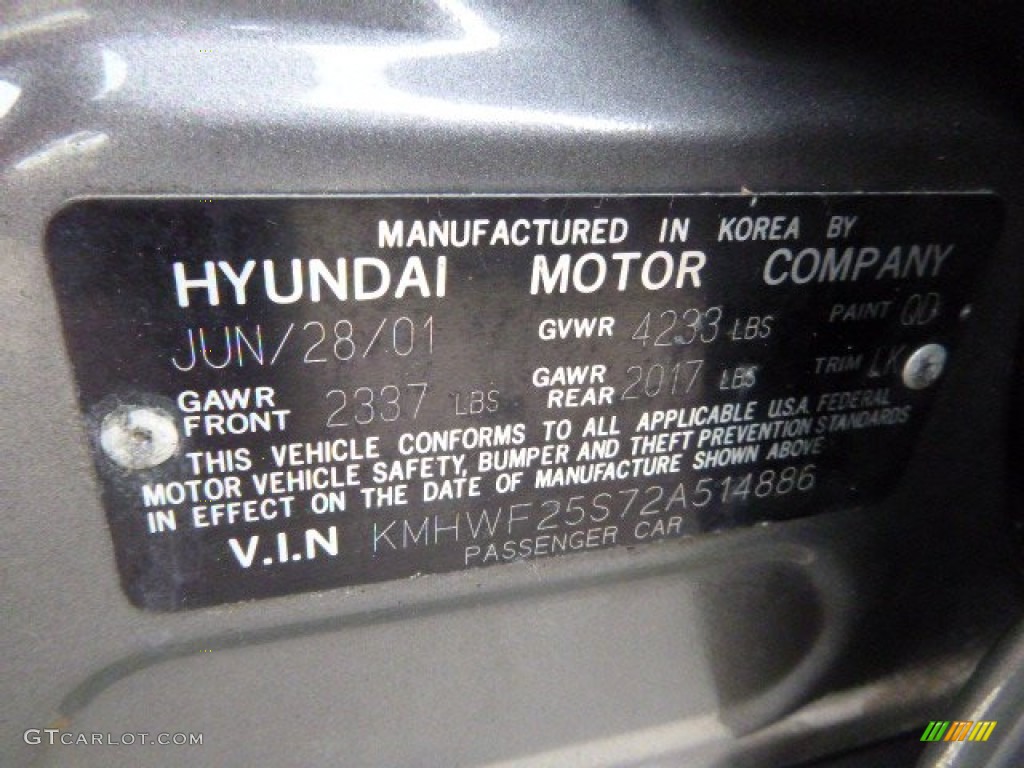 MANUFACTURED IN KOREA BY
HYUNDAI MOTOR COMPANY
JUN/28/01 GVWR 4233 LBS PAINT QD
GAWR FRONT 2337 LBS GAWR REAR 2017 LBS TRIM LK
THIS VEHICLE CONFORMS TO ALL APPLICABLE U.S.A. FEDERAL
MOTOR VEHICLE SAFETY, BUMPER AND THEFT PREVENTION STANDARDS
IN EFFECT ON THE DATE OF MANUFACTURE SHOWN ABOVE
V.I.N KMHWF25S72A514886
PASSENGER CAR
GTCARLOT.COM